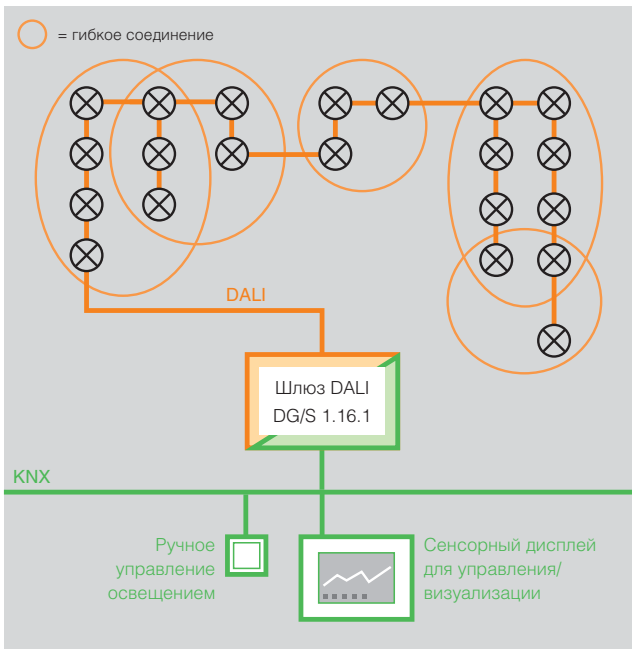 = гибкое соединение
DALI
Шлюз DALI
DG/S 1.16.1
KNX
Ручное
управление
освещением
Сенсорный дисплей
для управления/
визуализации